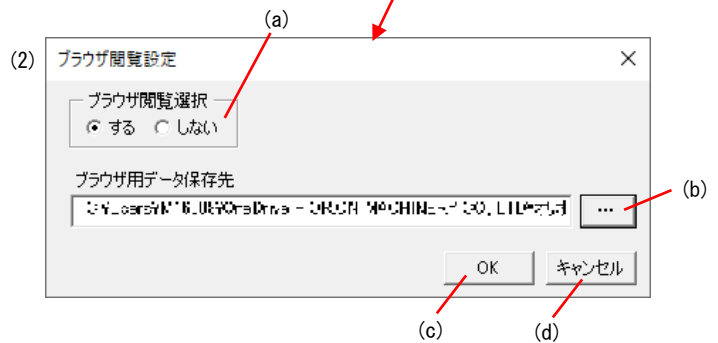 (a)
(2)
ブラウザ閲覧設定
ブラウザ閲覧選択
する しない
ブラウザ用データ保存先
(b)
...
OK キャンセル
(c)
(d)